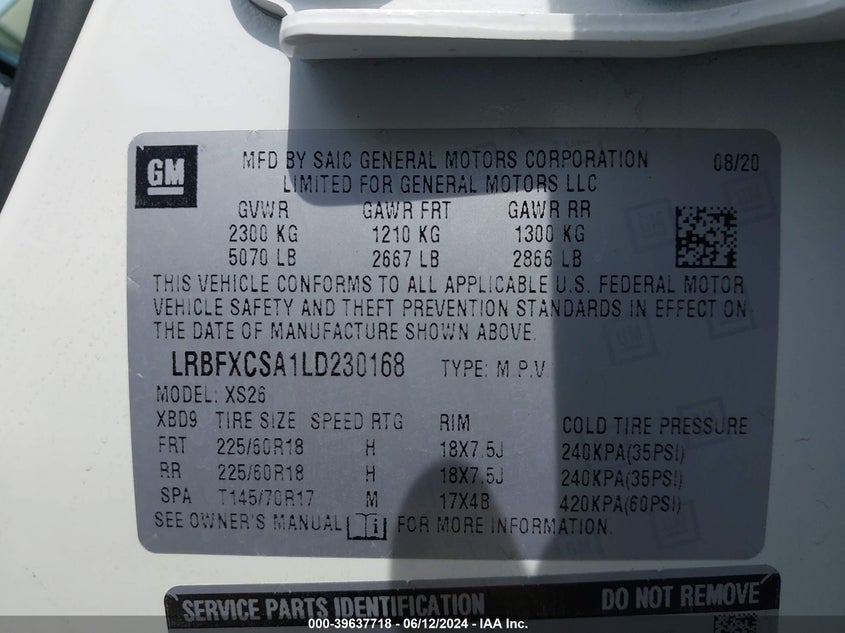 GM
MFD BY SAIC GENERAL MOTORS CORPORATION 08/20
LIMITED FOR GENERAL MOTORS LLC
GVWR GAWR FRT GAWR RR
2300 KG 1210 KG 1300 KG
5070 LB 2667 LB 2866 LB
THIS VEHICLE CONFORMS TO ALL APPLICABLE U.S. FEDERAL MOTOR
VEHICLE SAFETY AND THEFT PREVENTION STANDARDS IN EFFECT ON
THE DATE OF MANUFACTURE SHOWN ABOVE.
LRBFXCSA1LD230168 TYPE: M.P.V
MODEL: XS26
XBD9 TIRE SIZE SPEED RTG RIM COLD TIRE PRESSURE
FRT 225/60R18 H 18X7.5J 240KPA(35PSI)
RR 225/60R18 H 18X7.5J 240KPA(35PSI)
SPA T145/70R17 M 17X4B 420KPA(60PSI)
SEE OWNER'S MANUAL FOR MORE INFORMATION.
SERVICE PARTS IDENTIFICATION DO NOT REMOVE
000-39637718 - 06/12/2024 - IAA Inc.